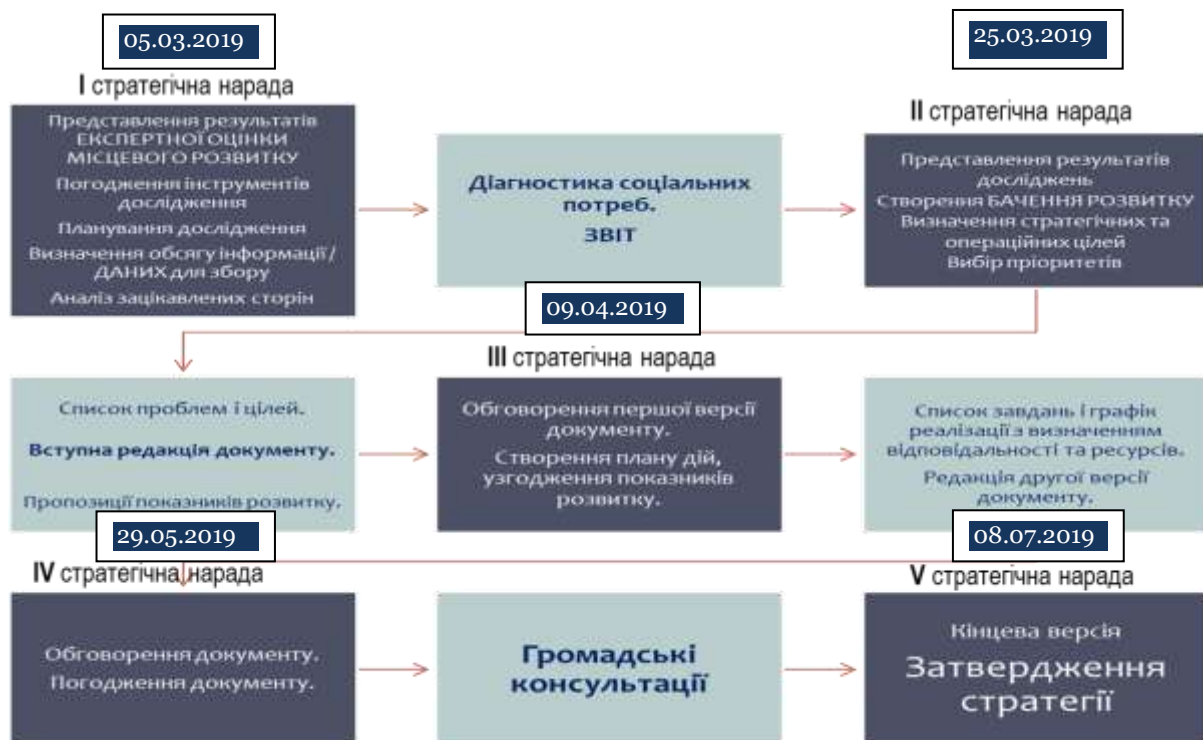 05.03.2019
I стратегічна нарада
Представлення результатів
ЕКСПЕРТНОЇ ОЦІНКИ
МІСЦЕВОГО РОЗВИТКУ
Погодження інструментів
дослідження
Планування дослідження
Визначення обсягу інформації /
ДАНИХ для збору
Аналіз зацікавлених сторін
Діагностика соціальних
потреб.
ЗВІТ
25.03.2019
II стратегічна нарада
Представлення результатів
досліджень
Створення БАЧЕННЯ РОЗВИТКУ
Визначення стратегічних та
операційних цілей
Вибір пріоритетів
Список проблем і цілей.
Вступна редакція документу.
Пропозиції показників розвитку.
09.04.2019
III стратегічна нарада
Обговорення першої версії
документу.
Створення плану дій,
узгодження показників
розвитку.
Список завдань і графік
реалізації з визначенням
відповідальності та ресурсів.
Редакція другої версії
документу.
29.05.2019
IV стратегічна нарада
Обговорення документу.
Погодження документу.
Громадські
консультації
08.07.2019
V стратегічна нарада
Кінцева версія
Затвердження
стратегії